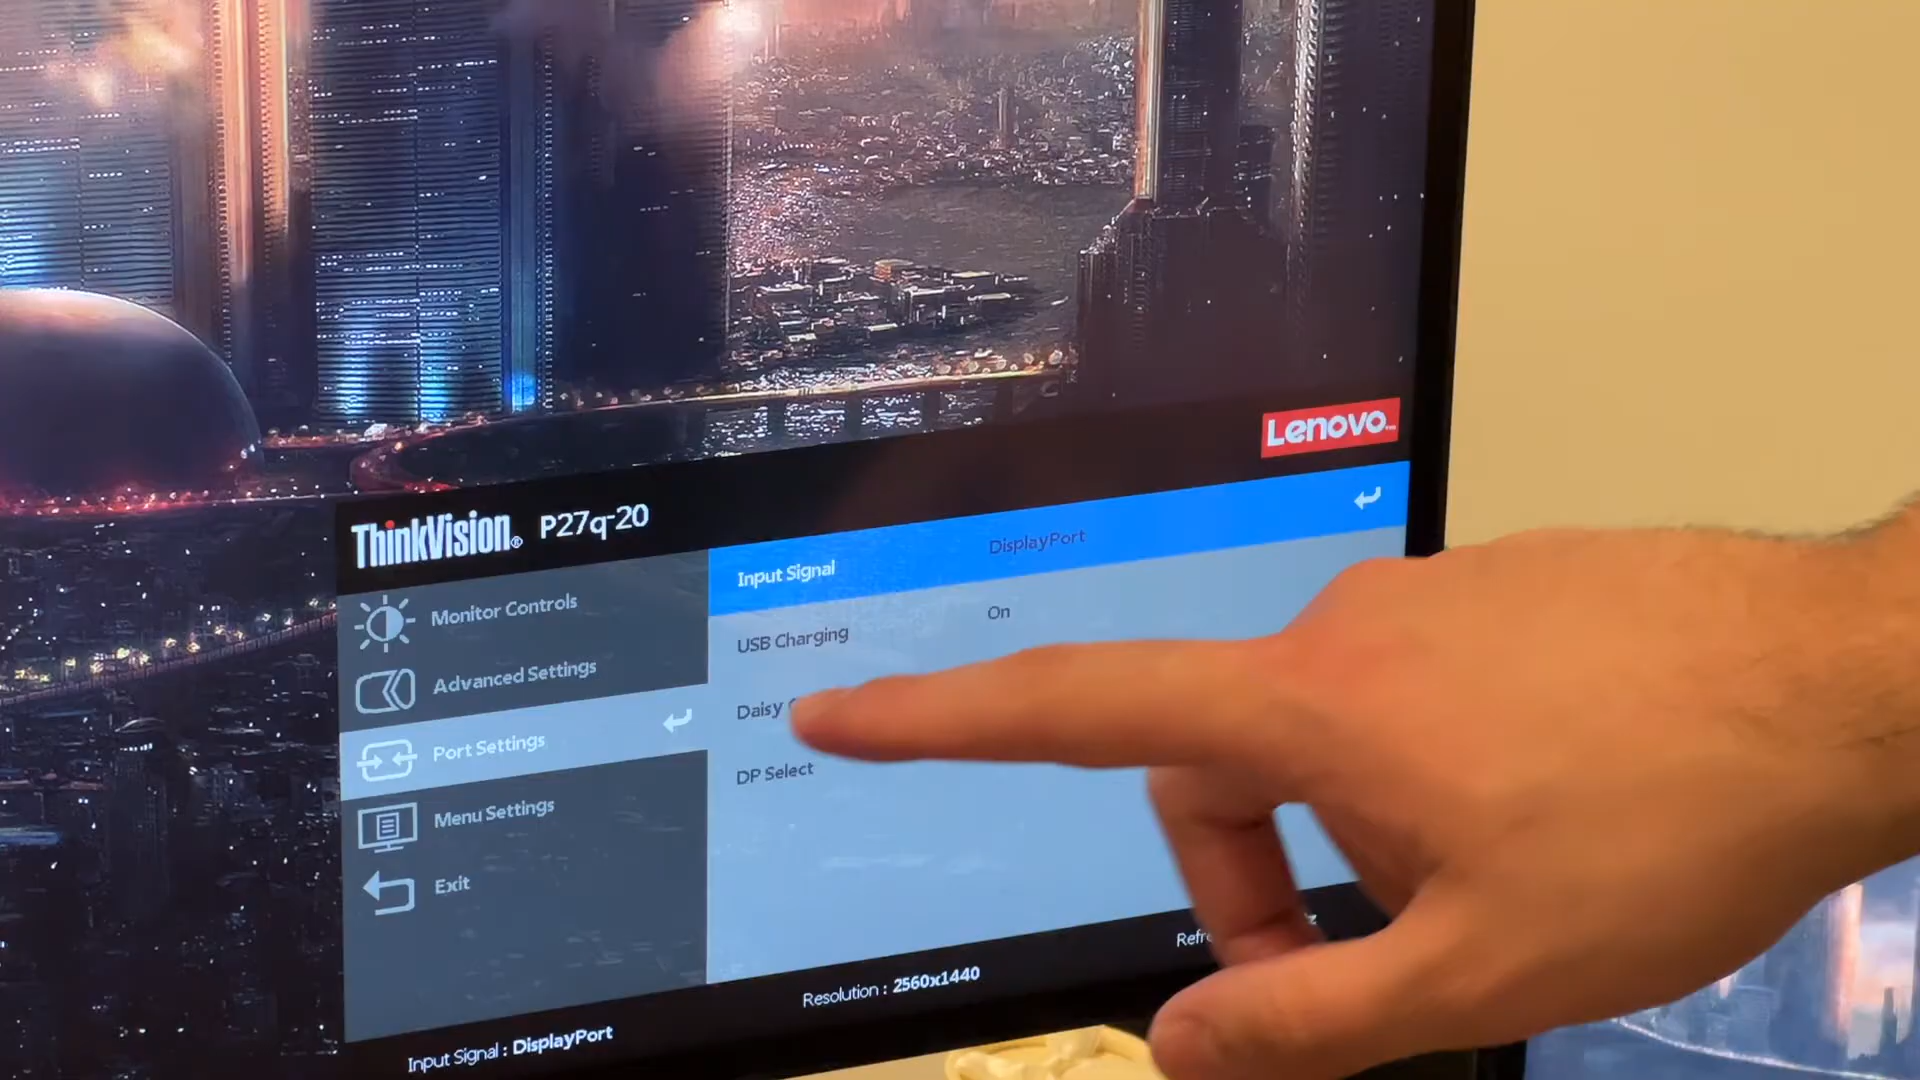 Lenovo
ThinkVision® P27q-20
Monitor Controls
Advanced Settings
Port Settings
Menu Settings
Exit
Input Signal DisplayPort
USB Charging On
Daisy
DP Select
Input Signal : DisplayPort
Resolution : 2560x1440